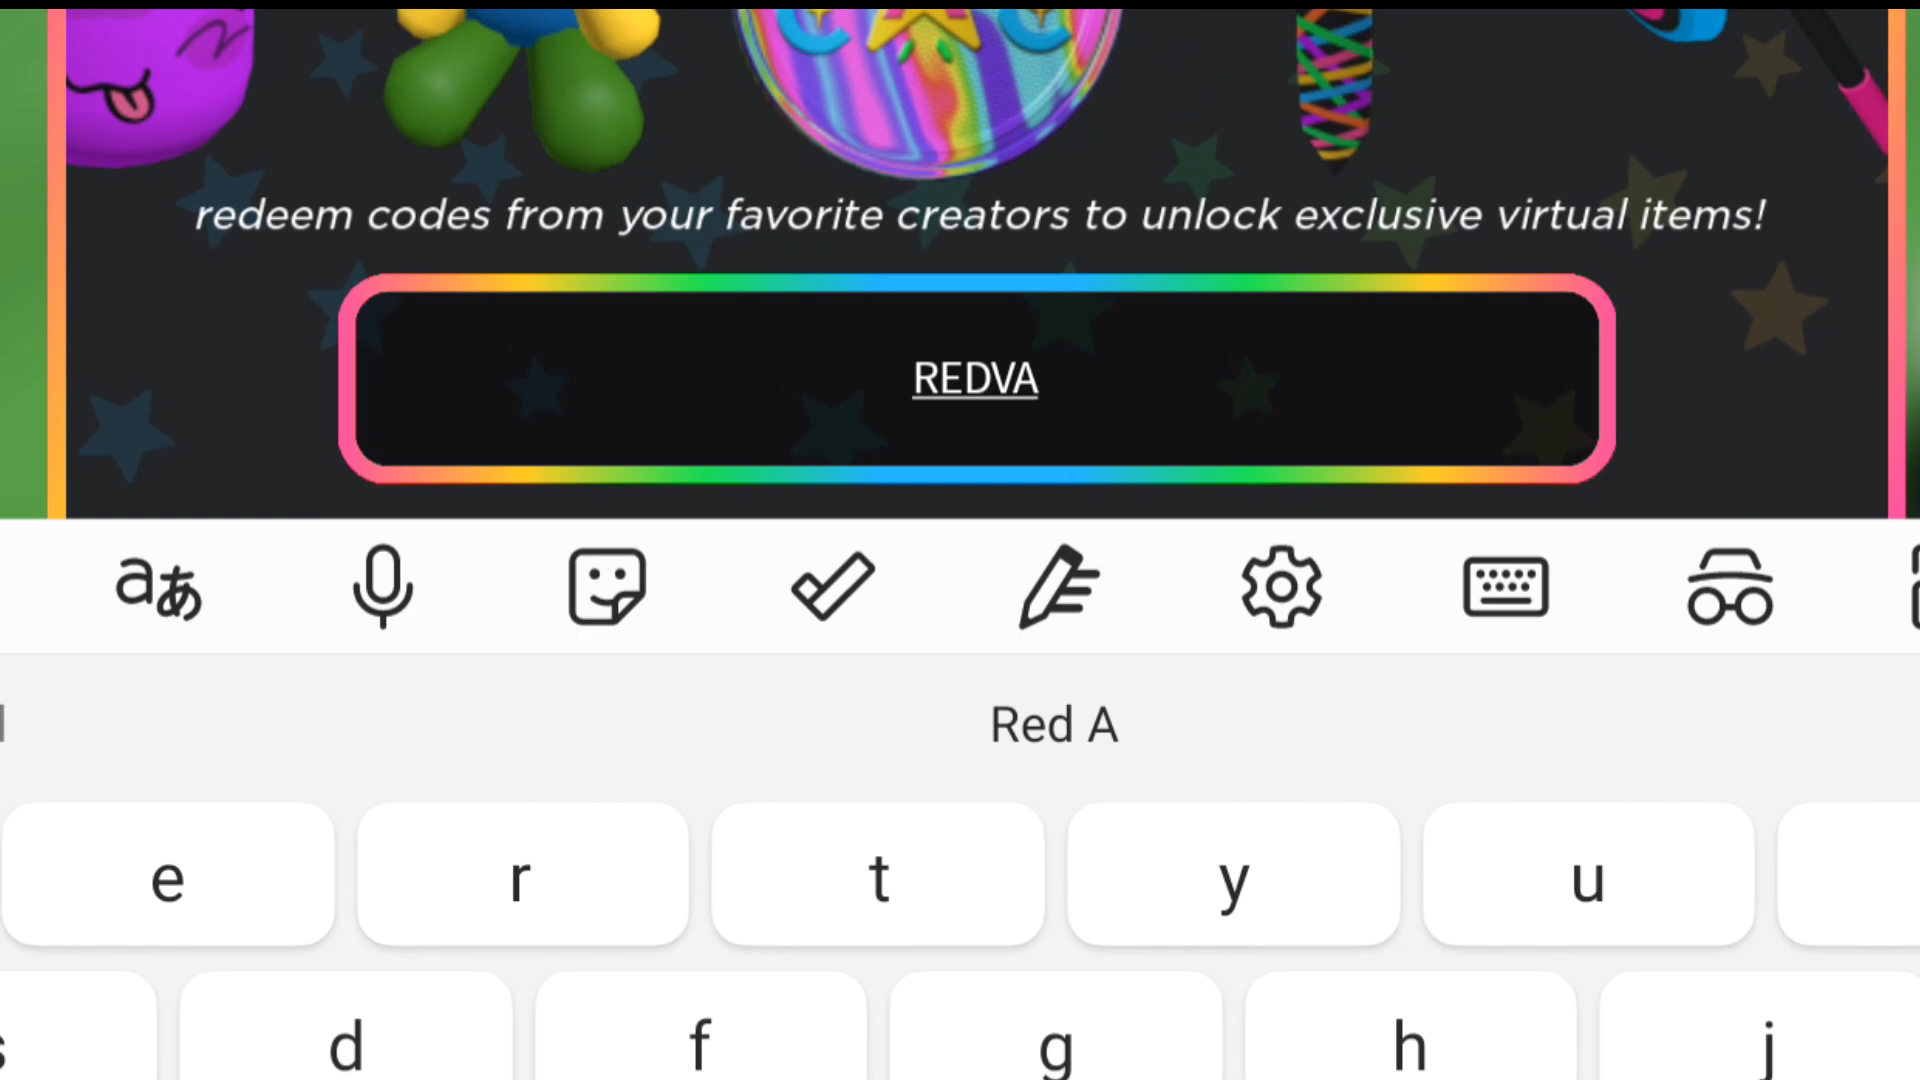 redeem codes from your favorite creators to unlock exclusive virtual items!
REDVA
aあ
Red A
e r t y u
s d f g h j